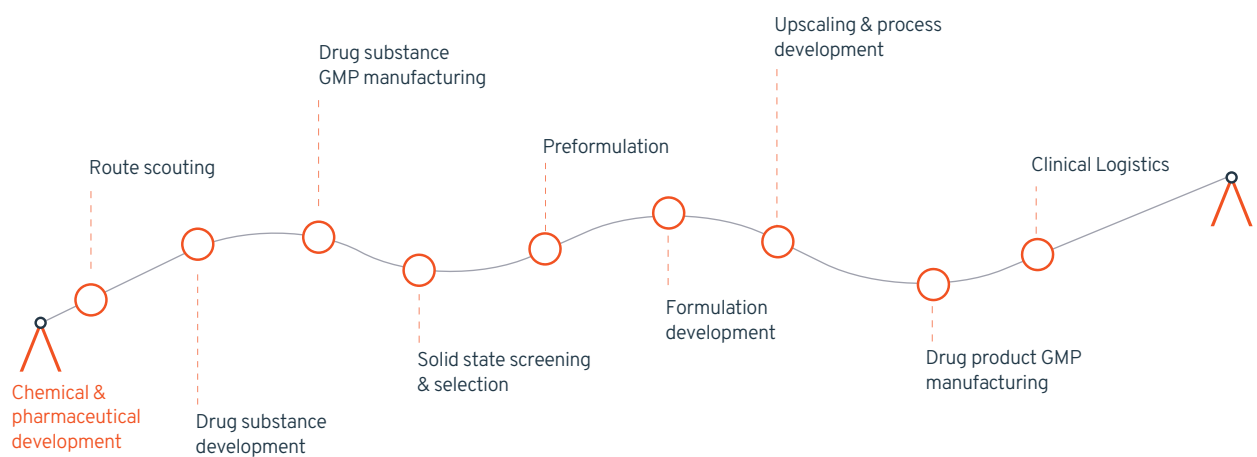 Chemical &
pharmaceutical
development
Route scouting
Drug substance
development
Drug substance
GMP manufacturing
Solid state screening
& selection
Preformulation
Formulation
development
Upscaling & process
development
Drug product GMP
manufacturing
Clinical Logistics